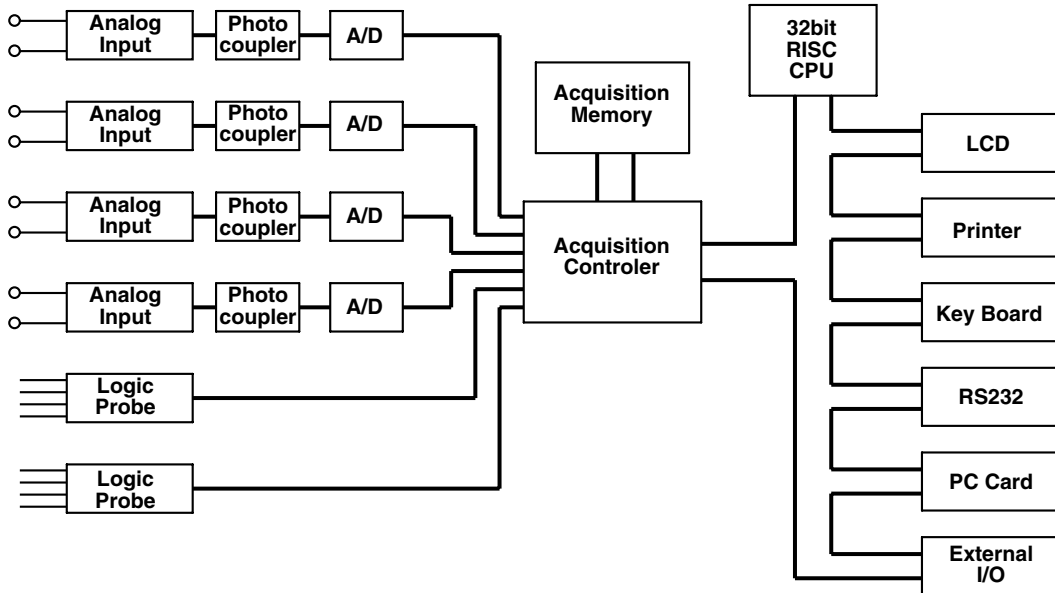 Analog
Input
Photo
coupler
A/D
32bit
RISC
CPU
Acquisition
Memory
Analog
Input
Photo
coupler
A/D
LCD
Analog
Input
Photo
coupler
A/D
Printer
Acquisition
Controler
Analog
Input
Photo
coupler
A/D
Key Board
Logic
Probe
RS232
Logic
Probe
PC Card
External
I/O